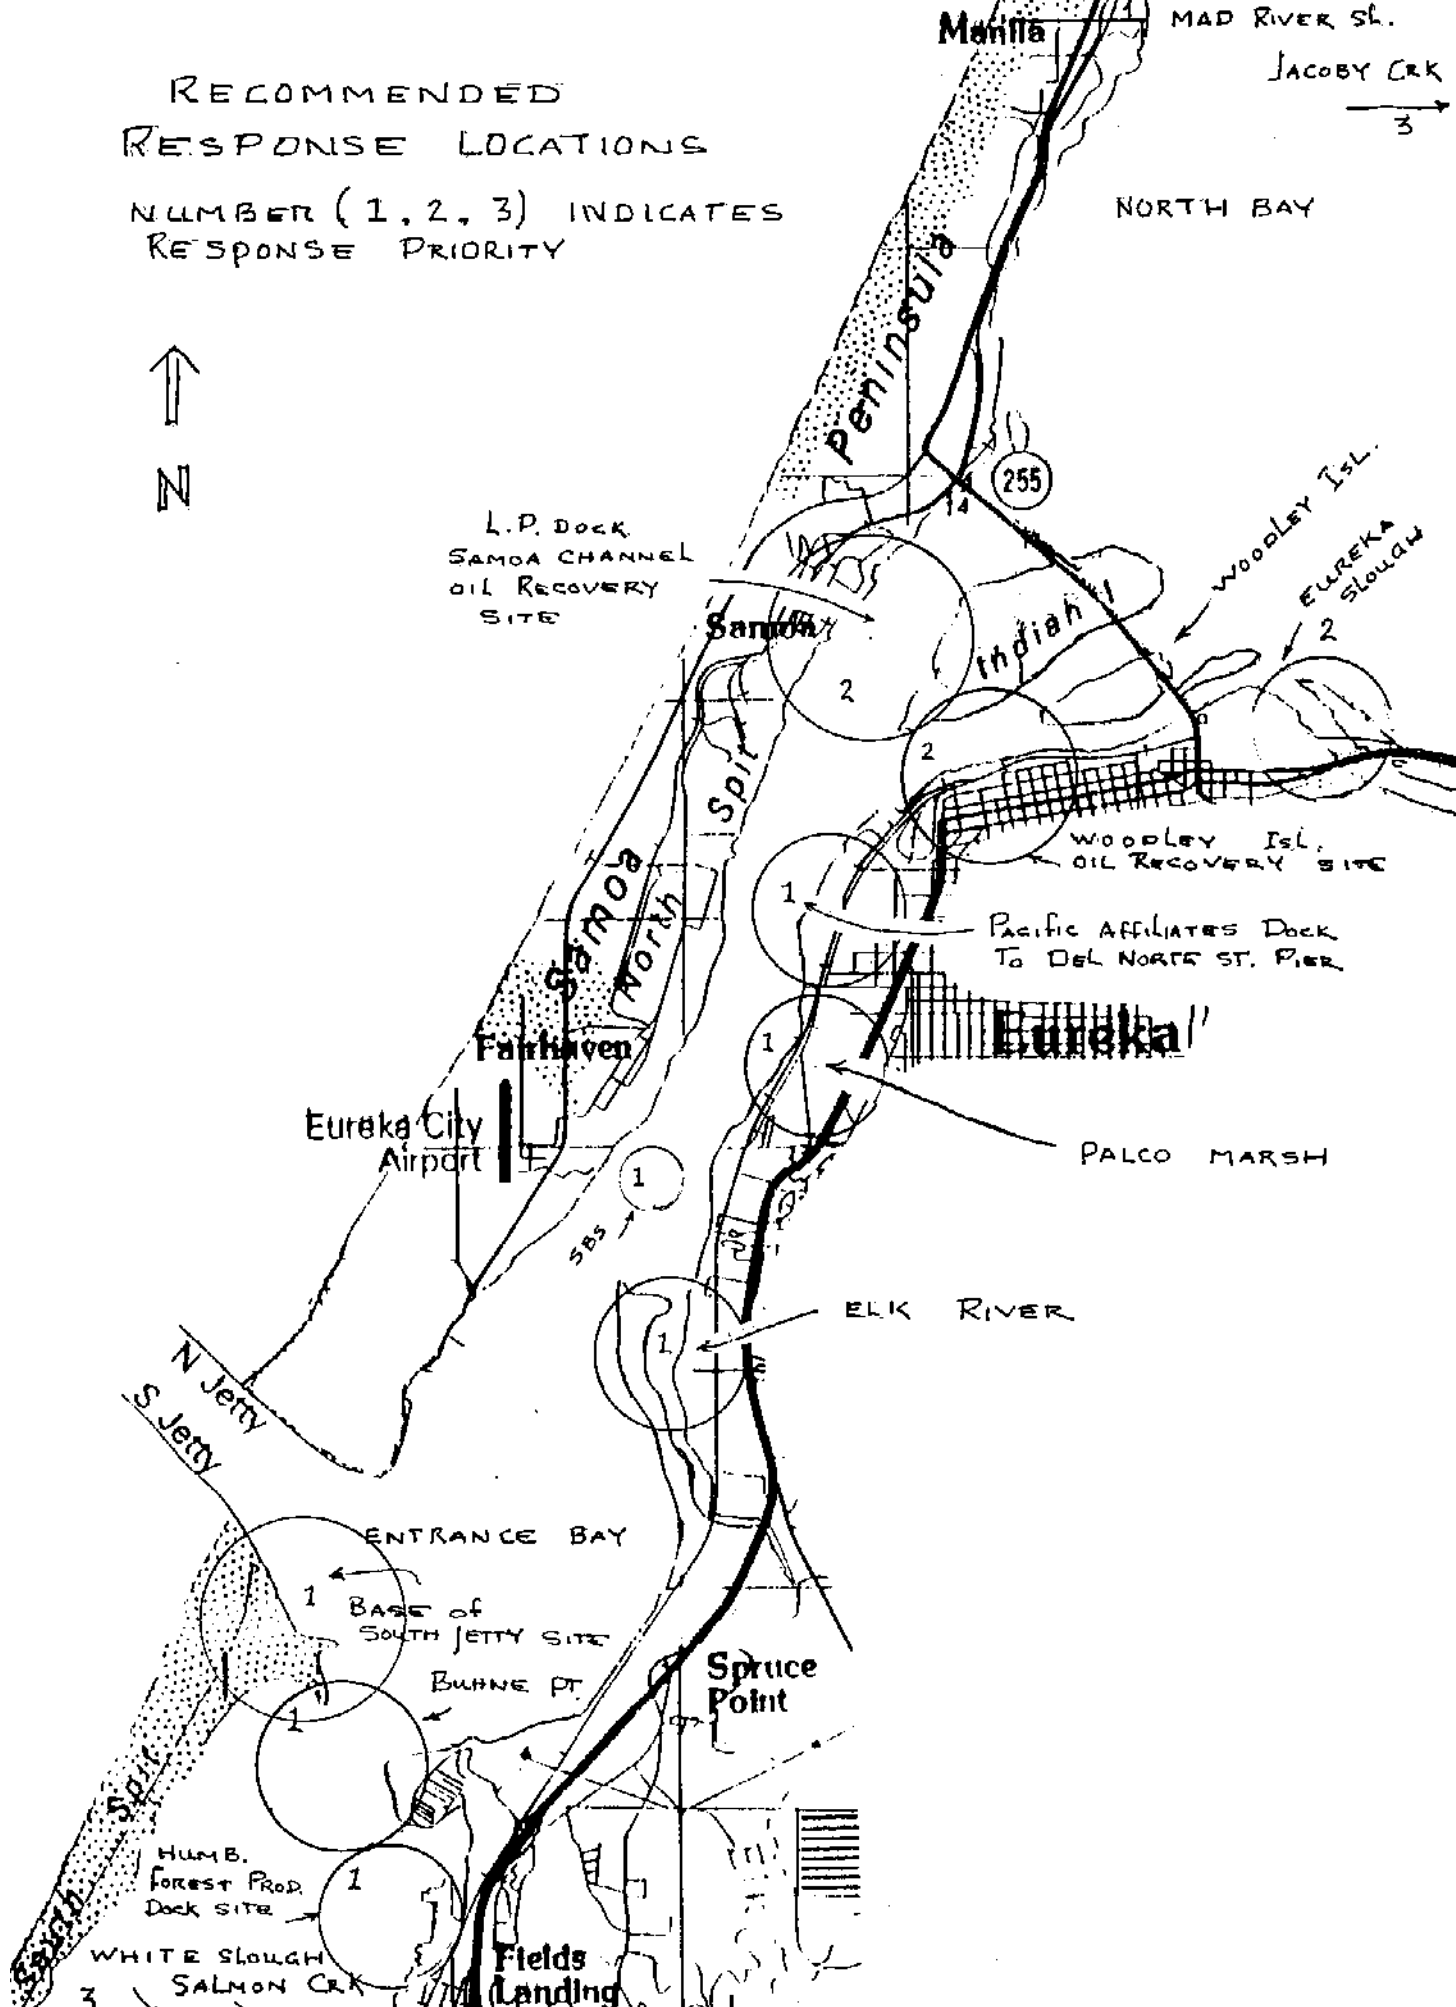 RECOMMENDED
RESPONSE LOCATIONS
NUMBER (1, 2, 3) INDICATES
RESPONSE PRIORITY
N
Manila
1
MAD RIVER SL.
JACOBY CRK
3
NORTH BAY
Peninsula
255
14
L.P. DOCK
SAMOA CHANNEL
OIL RECOVERY
SITE
Samoa
2
Indian I
WOODLEY ISL.
EUREKA
SLOUGH
2
2
WOODLEY ISL.
OIL RECOVERY SITE
Samoa
North
Spit
1
PACIFIC AFFILIATES DOCK
TO DEL NORTE ST. PIER
Eureka
Fairhaven
1
PALCO MARSH
Eureka City
Airport
1
SBS
ELK RIVER
1
N Jetty
S Jetty
ENTRANCE BAY
1
BASE of
SOUTH JETTY SITE
BUHNE PT.
1
Spruce
Point
South
Spit
HUMB.
FOREST PROD.
DOCK SITE
1
WHITE SLOUGH
SALMON CRK
3
Fields
Landing